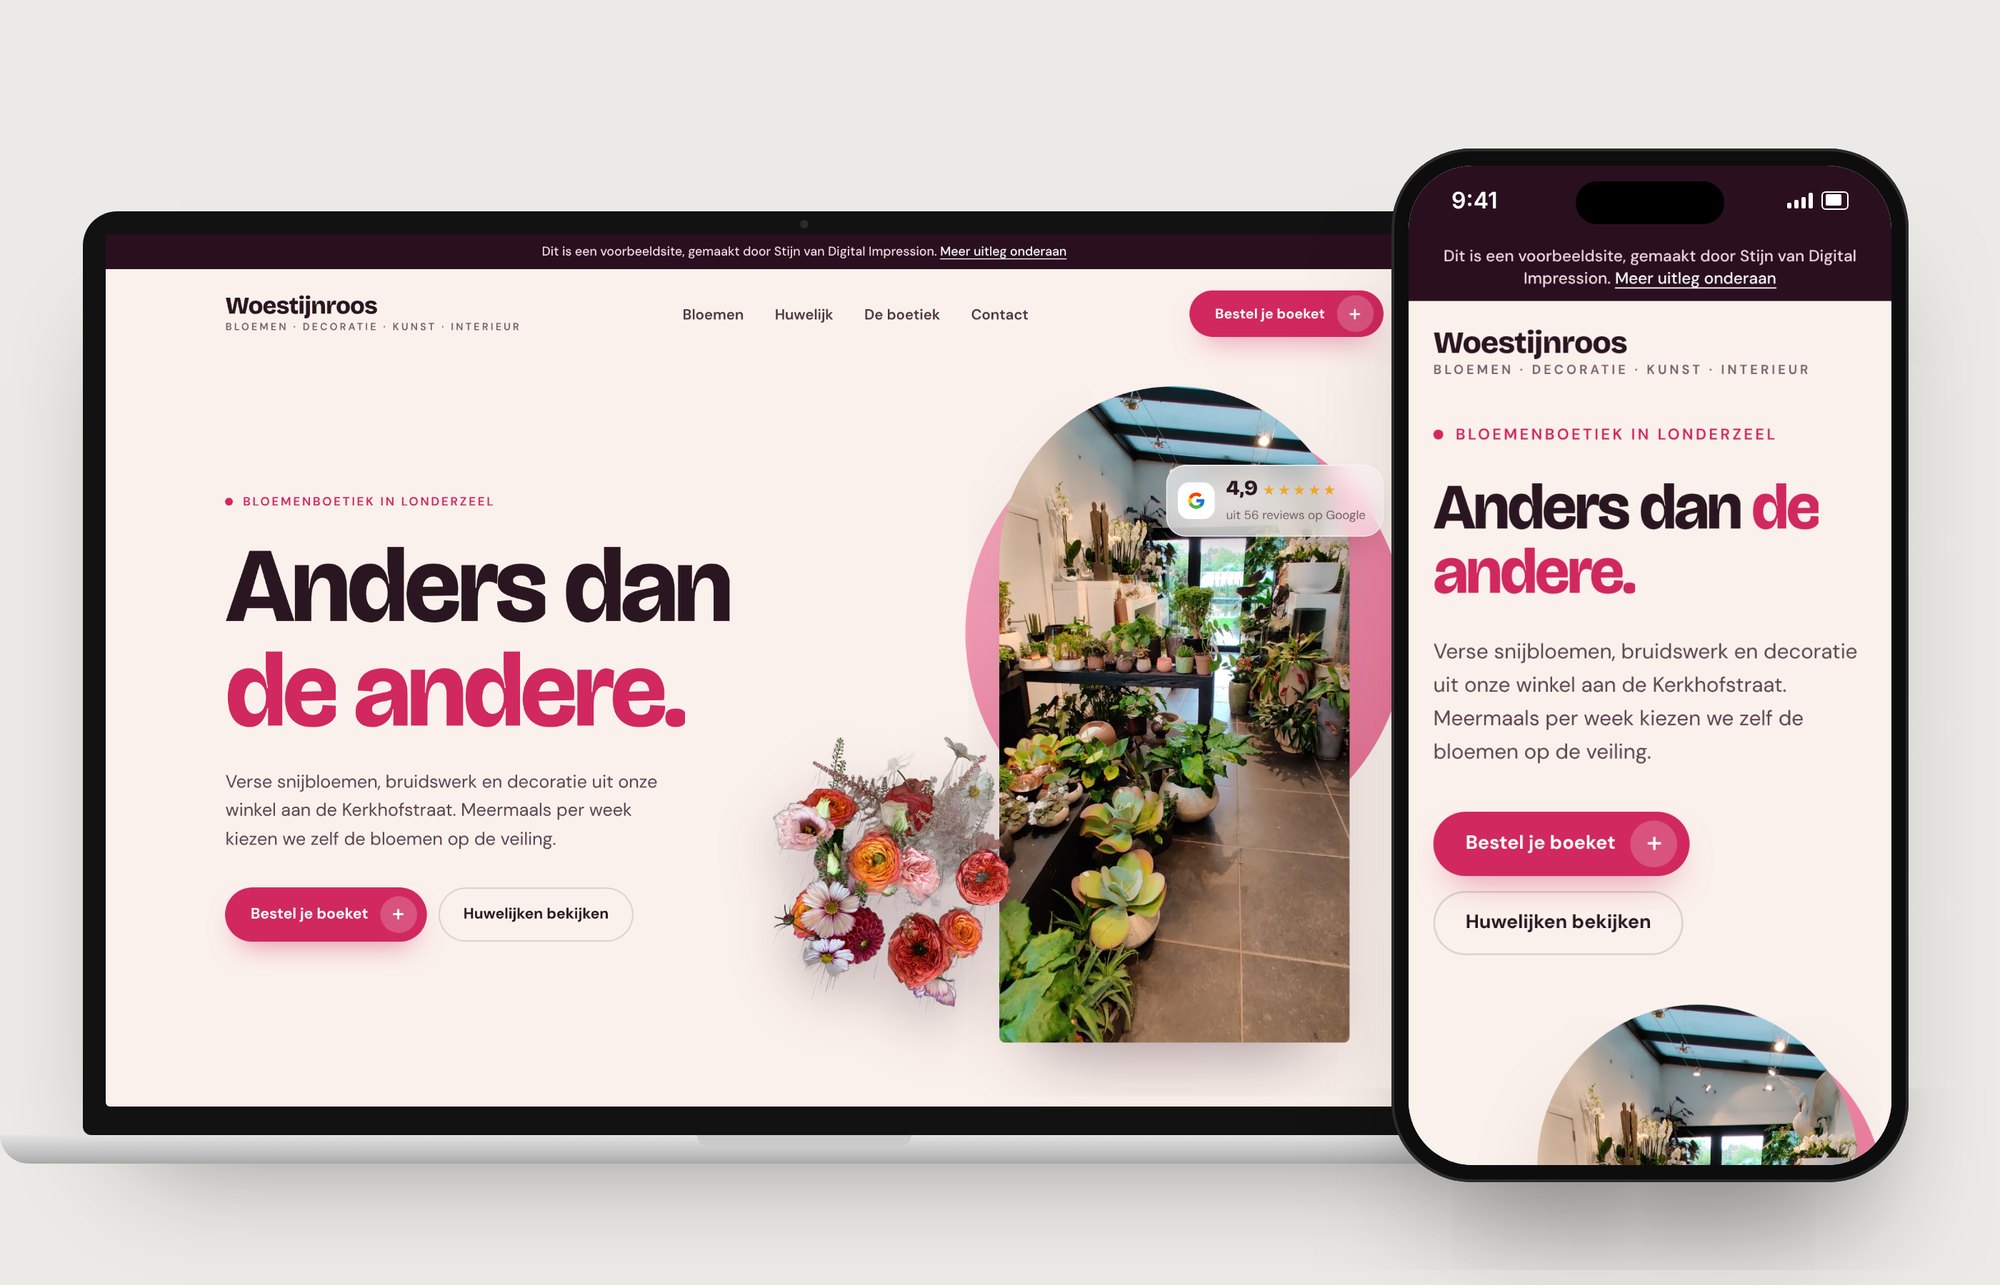 Dit is een voorbeeldsite, gemaakt door Stijn van Digital Impression. Meer uitleg onderaan
Woestijnroos
BLOEMEN · DECORATIE · KUNST · INTERIEUR
Bloemen
Huwelijk
De boetiek
Contact
Bestel je boeket +
BLOEMENBOETIEK IN LONDERZEEL
Anders dan
de andere.
Verse snijbloemen, bruidswerk en decoratie uit onze
winkel aan de Kerkhofstraat. Meermaals per week
kiezen we zelf de bloemen op de veiling.
Bestel je boeket +
Huwelijken bekijken
G
4,9 ★★★★★
uit 56 reviews op Google
9:41
Dit is een voorbeeldsite, gemaakt door Stijn van Digital
Impression. Meer uitleg onderaan
Woestijnroos
BLOEMEN · DECORATIE · KUNST · INTERIEUR
BLOEMENBOETIEK IN LONDERZEEL
Anders dan de
andere.
Verse snijbloemen, bruidswerk en decoratie
uit onze winkel aan de Kerkhofstraat.
Meermaals per week kiezen we zelf de
bloemen op de veiling.
Bestel je boeket +
Huwelijken bekijken